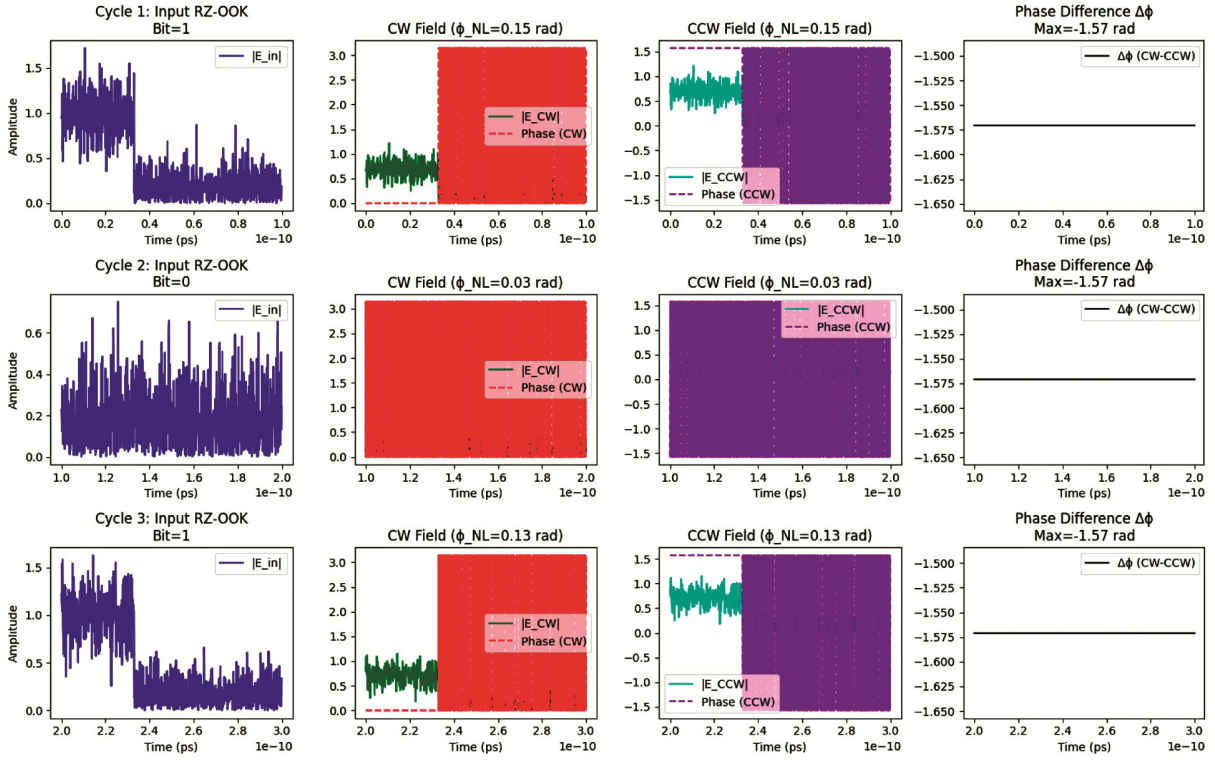 Cycle 1: Input RZ-OOK
Bit=1
CW Field (ϕ_NL=0.15 rad)
CCW Field (ϕ_NL=0.15 rad)
Phase Difference Δϕ
Max=-1.57 rad
Amplitude
1.5
1.0
0.5
0.0
|E_in|
0.0 0.2 0.4 0.6 0.8 1.0
Time (ps)
1e−10
3.0
2.5
2.0
1.5
1.0
0.5
0.0
|E_CW|
Phase (CW)
0.0 0.2 0.4 0.6 0.8 1.0
Time (ps)
1e−10
1.5
1.0
0.5
0.0
−0.5
−1.0
−1.5
|E_CCW|
Phase (CCW)
0.0 0.2 0.4 0.6 0.8 1.0
Time (ps)
1e−10
−1.500
−1.525
−1.550
−1.575
−1.600
−1.625
−1.650
Δϕ (CW-CCW)
0.0 0.2 0.4 0.6 0.8 1.0
Time (ps)
1e−10
Cycle 2: Input RZ-OOK
Bit=0
CW Field (ϕ_NL=0.03 rad)
CCW Field (ϕ_NL=0.03 rad)
Phase Difference Δϕ
Max=-1.57 rad
Amplitude
0.6
0.4
0.2
0.0
|E_in|
1.0 1.2 1.4 1.6 1.8 2.0
Time (ps)
1e−10
3.0
2.5
2.0
1.5
1.0
0.5
0.0
|E_CW|
Phase (CW)
1.0 1.2 1.4 1.6 1.8 2.0
Time (ps)
1e−10
1.5
1.0
0.5
0.0
−0.5
−1.0
−1.5
|E_CCW|
Phase (CCW)
1.0 1.2 1.4 1.6 1.8 2.0
Time (ps)
1e−10
−1.500
−1.525
−1.550
−1.575
−1.600
−1.625
−1.650
Δϕ (CW-CCW)
1.0 1.2 1.4 1.6 1.8 2.0
Time (ps)
1e−10
Cycle 3: Input RZ-OOK
Bit=1
CW Field (ϕ_NL=0.13 rad)
CCW Field (ϕ_NL=0.13 rad)
Phase Difference Δϕ
Max=-1.57 rad
Amplitude
1.5
1.0
0.5
0.0
|E_in|
2.0 2.2 2.4 2.6 2.8 3.0
Time (ps)
1e−10
3.0
2.5
2.0
1.5
1.0
0.5
0.0
|E_CW|
Phase (CW)
2.0 2.2 2.4 2.6 2.8 3.0
Time (ps)
1e−10
1.5
1.0
0.5
0.0
−0.5
−1.0
−1.5
|E_CCW|
Phase (CCW)
2.0 2.2 2.4 2.6 2.8 3.0
Time (ps)
1e−10
−1.500
−1.525
−1.550
−1.575
−1.600
−1.625
−1.650
Δϕ (CW-CCW)
2.0 2.2 2.4 2.6 2.8 3.0
Time (ps)
1e−10